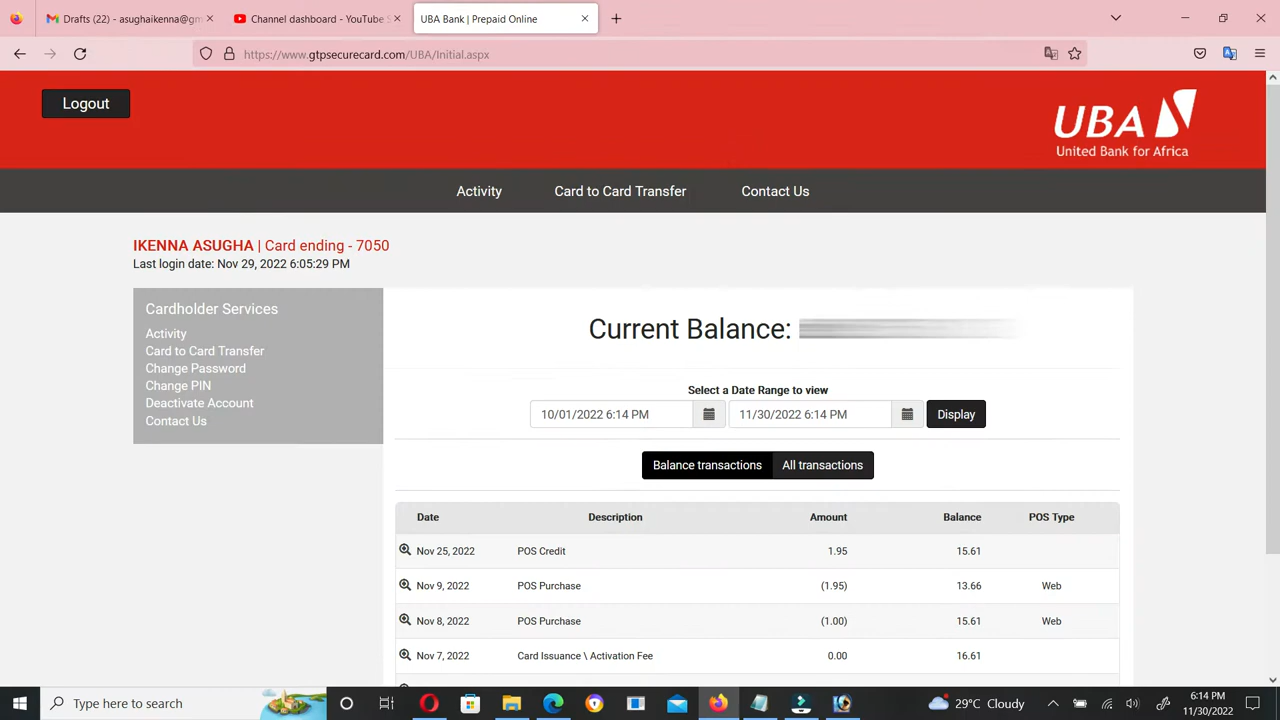 Drafts (22) - asughaikenna@gm
Channel dashboard - YouTube S
UBA Bank | Prepaid Online
https://www.gtpsecurecard.com/UBA/Initial.aspx
Logout
UBA
United Bank for Africa
Activity Card to Card Transfer Contact Us
IKENNA ASUGHA | Card ending - 7050
Last login date: Nov 29, 2022 6:05:29 PM
Cardholder Services
Activity
Card to Card Transfer
Change Password
Change PIN
Deactivate Account
Contact Us
Current Balance:
Select a Date Range to view
10/01/2022 6:14 PM 11/30/2022 6:14 PM Display
Balance transactions All transactions
Date Description Amount Balance POS Type
Nov 25, 2022 POS Credit 1.95 15.61
Nov 9, 2022 POS Purchase (1.95) 13.66 Web
Nov 8, 2022 POS Purchase (1.00) 15.61 Web
Nov 7, 2022 Card Issuance \ Activation Fee 0.00 16.61
Type here to search
29°C Cloudy
6:14 PM
11/30/2022